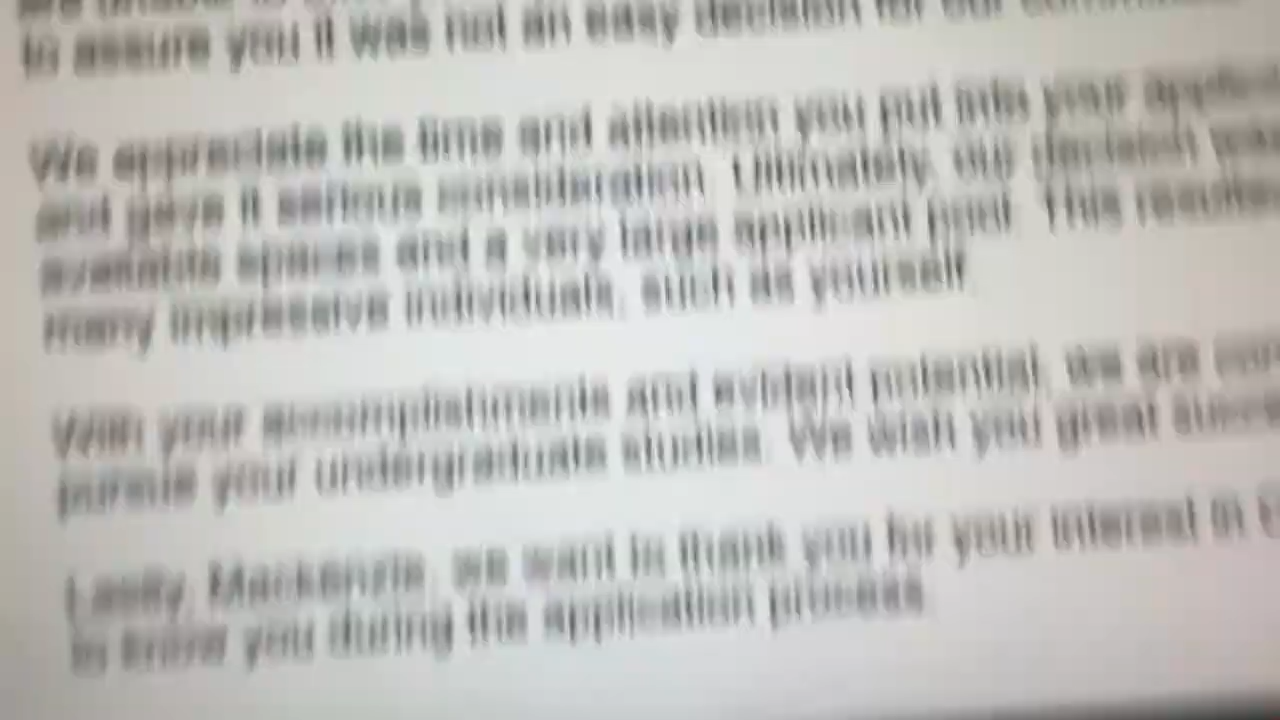 to assure you it was not an easy decision for our
We appreciate the time and attention you put into your
and gave it serious consideration. Ultimately, our decision was
available spaces and a very large applicant pool. This
many impressive individuals, such as yourself.
With your accomplishments and evident potential, we are
pursue your undergraduate studies. We wish you great
Lastly, Mackenzie, we want to thank you for your interest in
to know you during the application process.